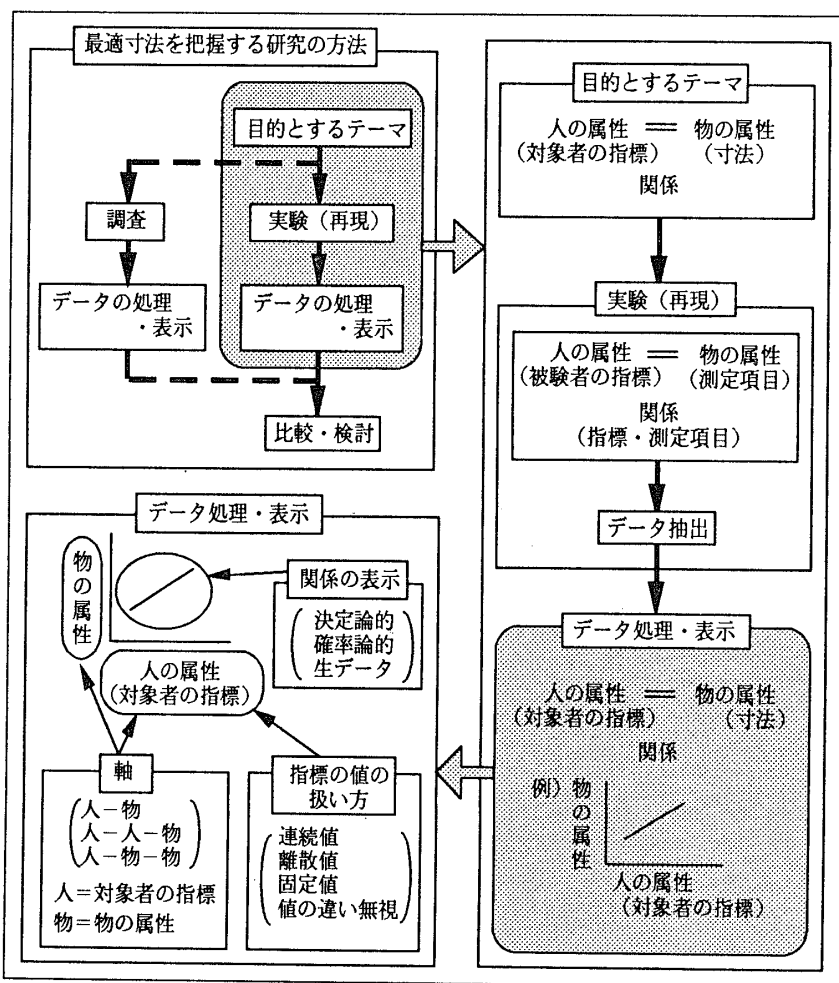 最適寸法を把握する研究の方法
目的とするテーマ
調査
実験（再現）
データの処理
・表示
データの処理
・表示
比較・検討
目的とするテーマ
人の属性 ＝ 物の属性
（対象者の指標） （寸法）
関係
実験（再現）
人の属性 ＝ 物の属性
（被験者の指標） （測定項目）
関係
（指標・測定項目）
データ抽出
データ処理・表示
人の属性 ＝ 物の属性
（対象者の指標） （寸法）
関係
例）物の属性
人の属性
（対象者の指標）
データ処理・表示
物の属性
関係の表示
決定論的
確率論的
生データ
人の属性
（対象者の指標）
軸
人－物
人－人－物
人－物－物
人＝対象者の指標
物＝物の属性
指標の値の
扱い方
連続値
離散値
固定値
値の違い無視